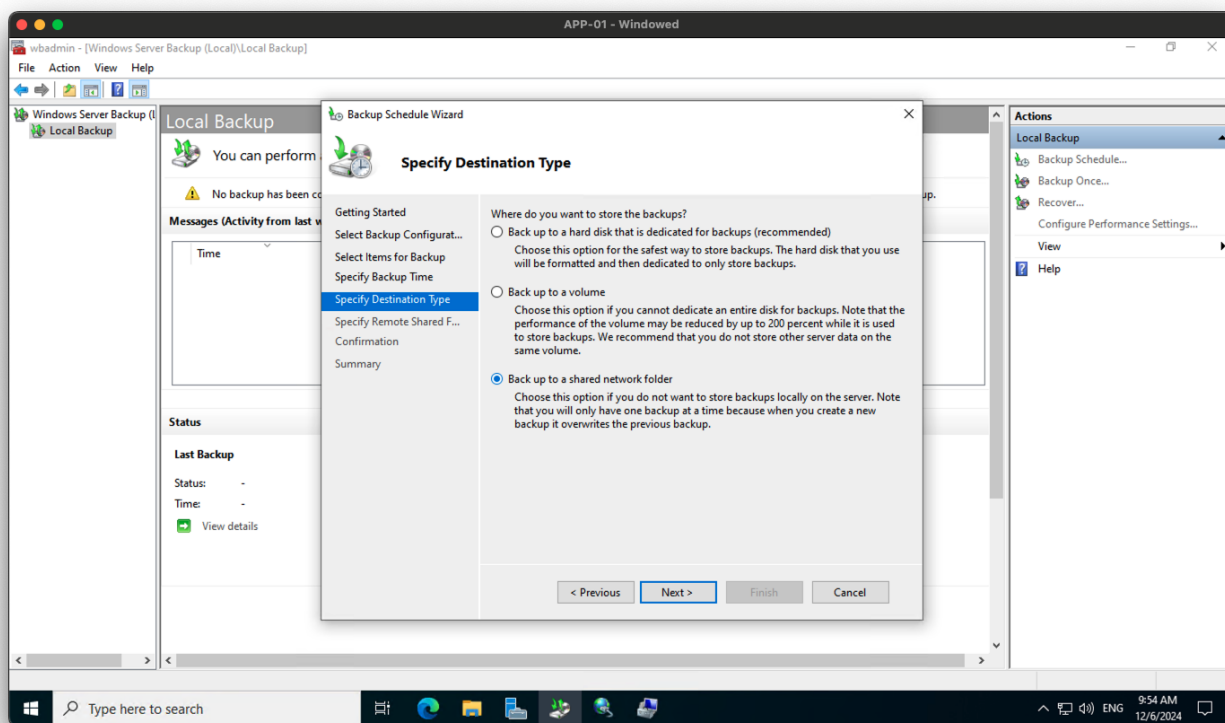 APP-01 - Windowed
wbadmin - [Windows Server Backup (Local)\Local Backup]
File Action View Help
Windows Server Backup (L
Local Backup
Local Backup
You can perform
No backup has been co
up.
Messages (Activity from last w
Time
Status
Last Backup
Status: -
Time: -
View details
Backup Schedule Wizard
Specify Destination Type
Getting Started
Select Backup Configurat...
Select Items for Backup
Specify Backup Time
Specify Destination Type
Specify Remote Shared F...
Confirmation
Summary
Where do you want to store the backups?
Back up to a hard disk that is dedicated for backups (recommended)
Choose this option for the safest way to store backups. The hard disk that you use
will be formatted and then dedicated to only store backups.
Back up to a volume
Choose this option if you cannot dedicate an entire disk for backups. Note that the
performance of the volume may be reduced by up to 200 percent while it is used
to store backups. We recommend that you do not store other server data on the
same volume.
Back up to a shared network folder
Choose this option if you do not want to store backups locally on the server. Note
that you will only have one backup at a time because when you create a new
backup it overwrites the previous backup.
< Previous Next > Finish Cancel
Actions
Local Backup
Backup Schedule...
Backup Once...
Recover...
Configure Performance Settings...
View
Help
Type here to search
ENG
9:54 AM
12/6/2024